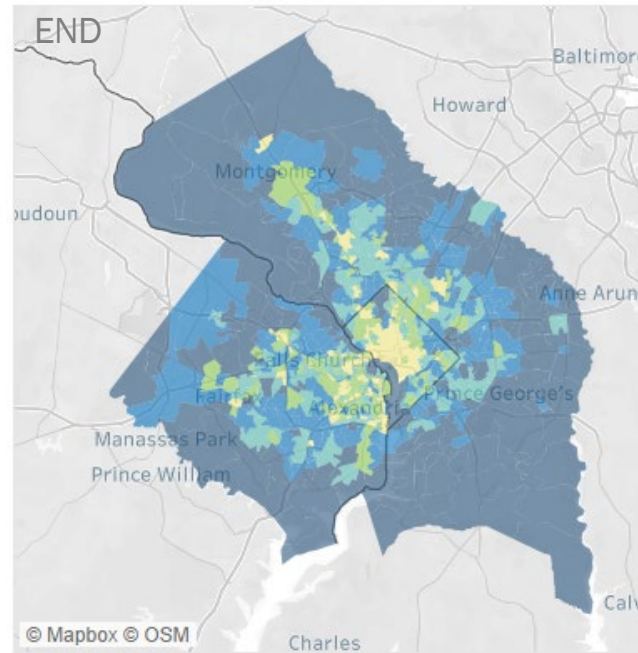 END
Baltimore
Howard
Montgomery
oudoun
Anne Arun
Falls Church
Fairfax
Prince George's
Alexandri
Manassas Park
Prince William
Calv
© Mapbox © OSM
Charles